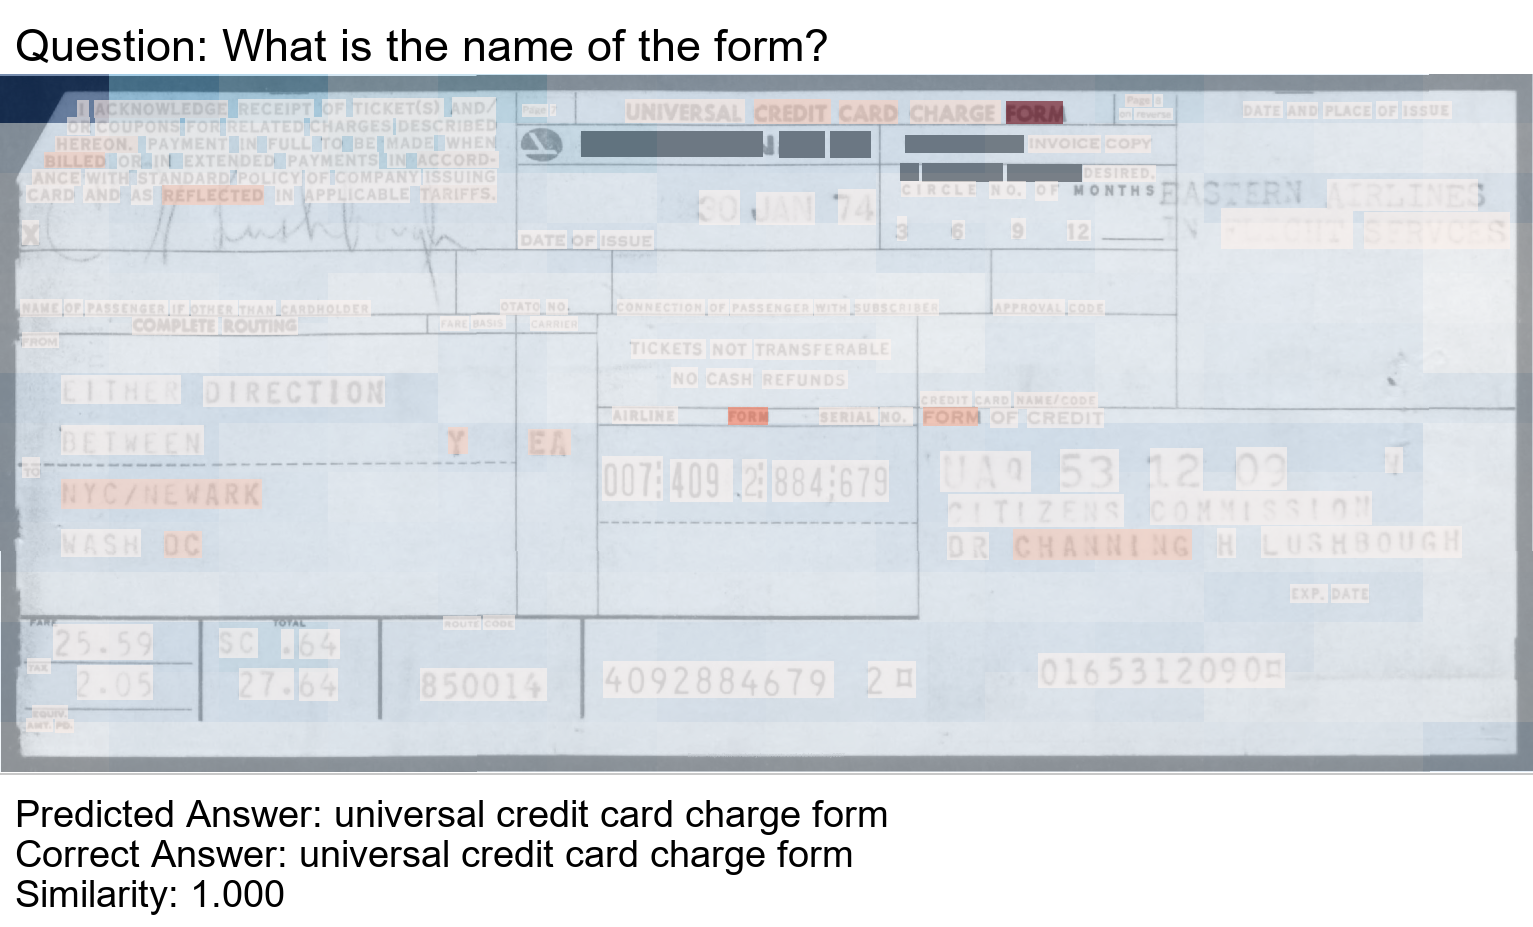 Question: What is the name of the form?
I ACKNOWLEDGE RECEIPT OF TICKET(S) AND/
OR COUPONS FOR RELATED CHARGES DESCRIBED
HEREON. PAYMENT IN FULL TO BE MADE WHEN
BILLED OR IN EXTENDED PAYMENTS IN ACCORD-
ANCE WITH STANDARD POLICY OF COMPANY ISSUING
CARD AND AS REFLECTED IN APPLICABLE TARIFFS.
X
UNIVERSAL CREDIT CARD CHARGE FORM
on reverse
DATE AND PLACE OF ISSUE
INVOICE COPY
DESIRED,
CIRCLE NO. OF MONTHS
3 6 9 12
30 JAN 74
DATE OF ISSUE
EASTERN AIRLINES
IN FLIGHT SERVCES
NAME OF PASSENGER IF OTHER THAN CARDHOLDER
OTATO NO.
CONNECTION OF PASSENGER WITH SUBSCRIBER
APPROVAL CODE
COMPLETE ROUTING
FARE BASIS
CARRIER
FROM
TICKETS NOT TRANSFERABLE
NO CASH REFUNDS
EITHER DIRECTION
BETWEEN Y EA
TO
NYC/NEWARK
WASH DC
AIRLINE FORM SERIAL NO.
007 409 2 884 679
CREDIT CARD NAME/CODE
FORM OF CREDIT
53 12 09
CITIZENS COMMISSION
DR CHANNING H LUSHBOUGH
EXP. DATE
FARE
25.59
TAX
2.05
EQUIV.
AMT. PD.
TOTAL
SC .64
27.64
ROUTE CODE
850014
4092884679 2
0165312090
Predicted Answer: universal credit card charge form
Correct Answer: universal credit card charge form
Similarity: 1.000